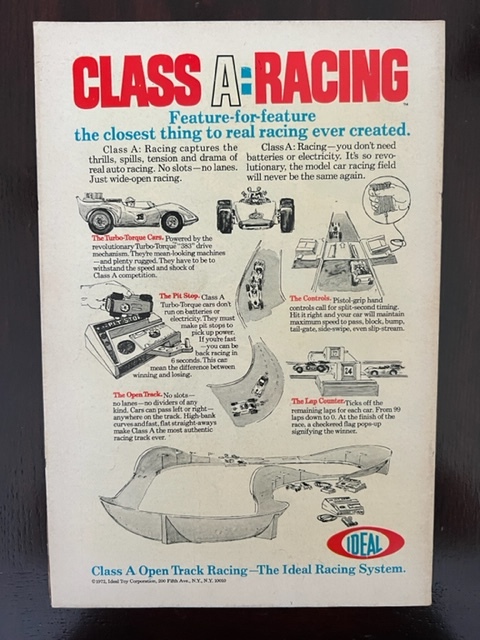 CLASS A: RACING
TM
Feature-for-feature
the closest thing to real racing ever created.
Class A: Racing captures the
thrills, spills, tension and drama of
real auto racing. No slots—no lanes.
Just wide-open racing.
Class A: Racing—you don't need
batteries or electricity. It's so revo-
lutionary, the model car racing field
will never be the same again.
The Turbo-Torque Cars. Powered by the
revolutionary Turbo-Torque "383" drive
mechanism. They're mean-looking machines
—and plenty rugged. They have to be to
withstand the speed and shock of
Class A competition.
The Pit Stop. Class A
Turbo-Torque cars don't
run on batteries or
electricity. They must
make pit stops to
pick up power.
If you're fast
—you can be
back racing in
6 seconds. This can
mean the difference between
winning and losing.
PIT STOP
The Controls. Pistol-grip hand
controls call for split-second timing.
Hit it right and your car will maintain
maximum speed to pass, block, bump,
tail-gate, side-swipe, even slip-stream.
The Open Track. No slots—
no lanes—no dividers of any
kind. Cars can pass left or right—
anywhere on the track. High-bank
curves and fast, flat straight-aways
make Class A the most authentic
racing track ever.
14
The Lap Counter. Ticks off the
remaining laps for each car. From 99
laps down to 0. At the finish of the
race, a checkered flag pops-up
signifying the winner.
IDEAL
Class A Open Track Racing—The Ideal Racing System.
Ideal Toy Corporation, 200 Fifth Ave., N.Y., N.Y. 10010